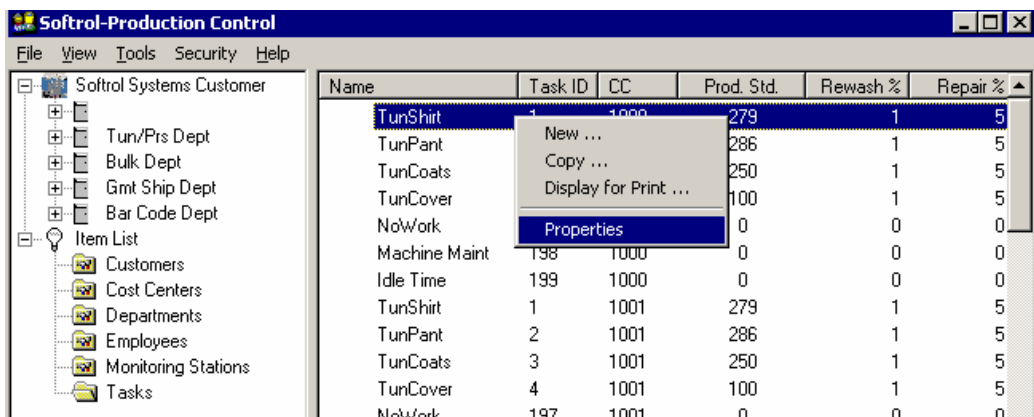 Softrol-Production Control
File View Tools Security Help
Softrol Systems Customer
Tun/Prs Dept
Bulk Dept
Gmt Ship Dept
Bar Code Dept
Item List
Customers
Cost Centers
Departments
Employees
Monitoring Stations
Tasks
Name Task ID CC Prod. Std. Rewash % Repair %
TunShirt 1 1000 279 1 5
TunPant 286 1 5
TunCoats 250 1 5
TunCover 100 1 5
NoWork 0 0 0
Machine Maint 198 1000 0 0 0
Idle Time 199 1000 0 0 0
TunShirt 1 1001 279 1 5
TunPant 2 1001 286 1 5
TunCoats 3 1001 250 1 5
TunCover 4 1001 100 1 5
NoWork 197 1001 0 0 0
New ...
Copy ...
Display for Print ...
Properties